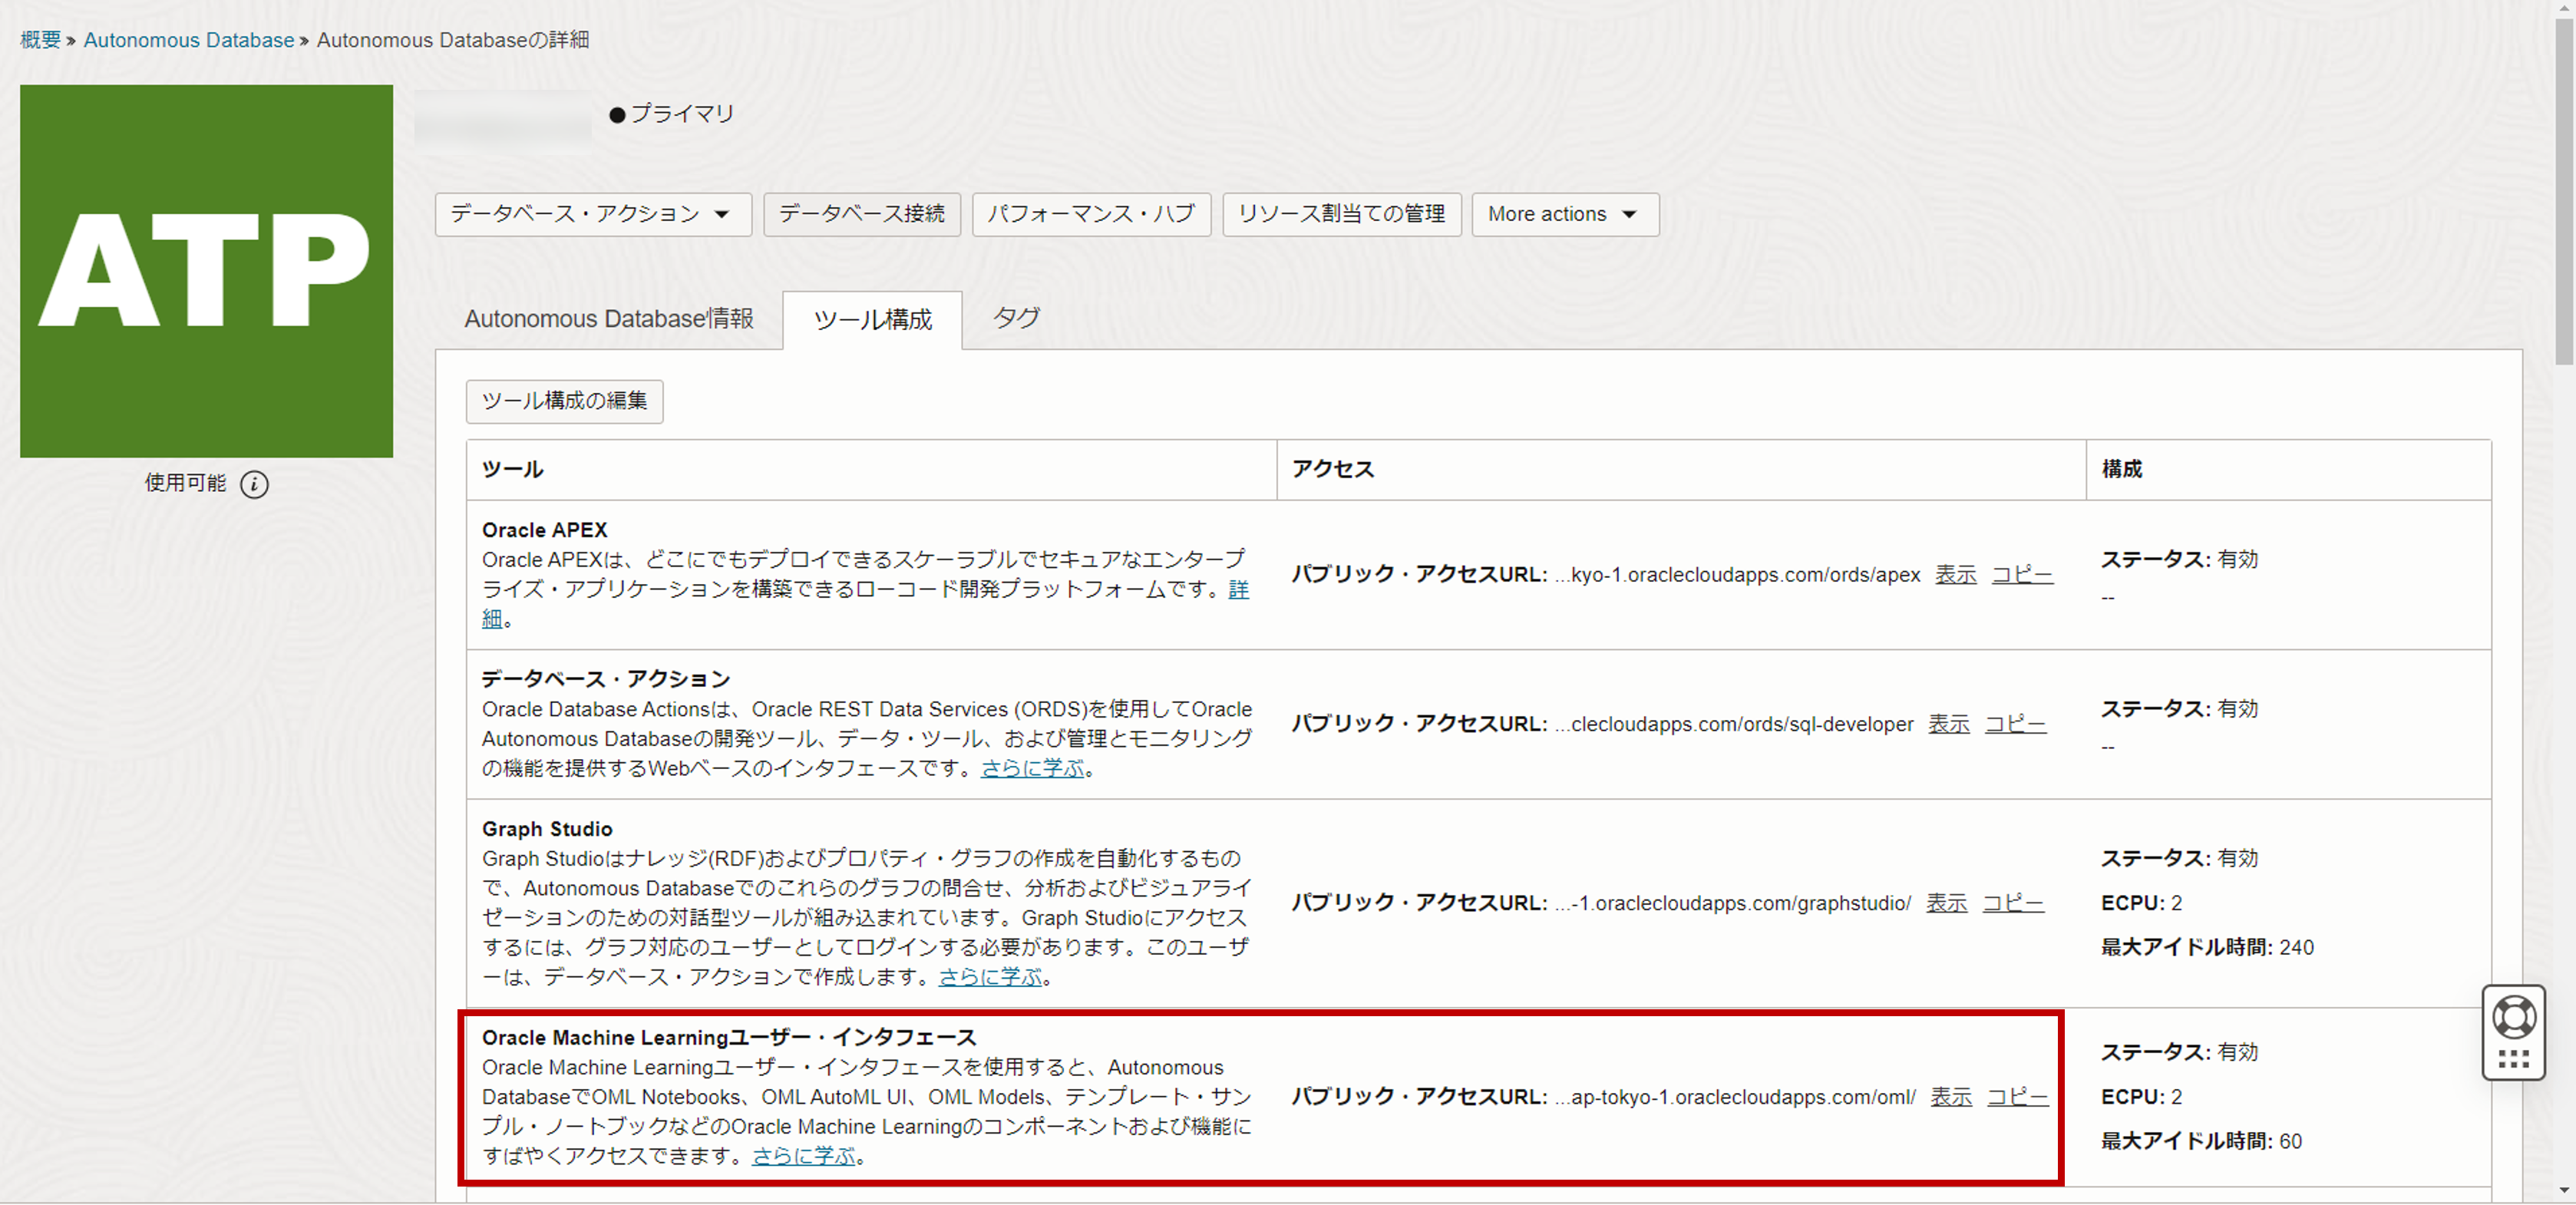 概要 » Autonomous Database » Autonomous Databaseの詳細
ATP
使用可能 i
● プライマリ
データベース・アクション データベース接続 パフォーマンス・ハブ リソース割当ての管理 More actions
Autonomous Database情報 ツール構成 タグ
ツール構成の編集
ツール アクセス 構成
Oracle APEX
Oracle APEXは、どこにでもデプロイできるスケーラブルでセキュアなエンタープ
ライズ・アプリケーションを構築できるローコード開発プラットフォームです。詳
細。
パブリック・アクセスURL: ...kyo-1.oraclecloudapps.com/ords/apex 表示 コピー
ステータス: 有効
--
データベース・アクション
Oracle Database Actionsは、Oracle REST Data Services (ORDS)を使用してOracle
Autonomous Databaseの開発ツール、データ・ツール、および管理とモニタリング
の機能を提供するWebベースのインタフェースです。さらに学ぶ。
パブリック・アクセスURL: ...clecloudapps.com/ords/sql-developer 表示 コピー
ステータス: 有効
--
Graph Studio
Graph Studioはナレッジ(RDF)およびプロパティ・グラフの作成を自動化するもの
で、Autonomous Databaseでのこれらのグラフの問合せ、分析およびビジュアライ
ゼーションのための対話型ツールが組み込まれています。Graph Studioにアクセス
するには、グラフ対応のユーザーとしてログインする必要があります。このユーザ
ーは、データベース・アクションで作成します。さらに学ぶ。
パブリック・アクセスURL: ...-1.oraclecloudapps.com/graphstudio/ 表示 コピー
ステータス: 有効
ECPU: 2
最大アイドル時間: 240
Oracle Machine Learningユーザー・インタフェース
Oracle Machine Learningユーザー・インタフェースを使用すると、Autonomous
DatabaseでOML Notebooks、OML AutoML UI、OML Models、テンプレート・サン
プル・ノートブックなどのOracle Machine Learningのコンポーネントおよび機能に
すばやくアクセスできます。さらに学ぶ。
パブリック・アクセスURL: ...ap-tokyo-1.oraclecloudapps.com/oml/ 表示 コピー
ステータス: 有効
ECPU: 2
最大アイドル時間: 60